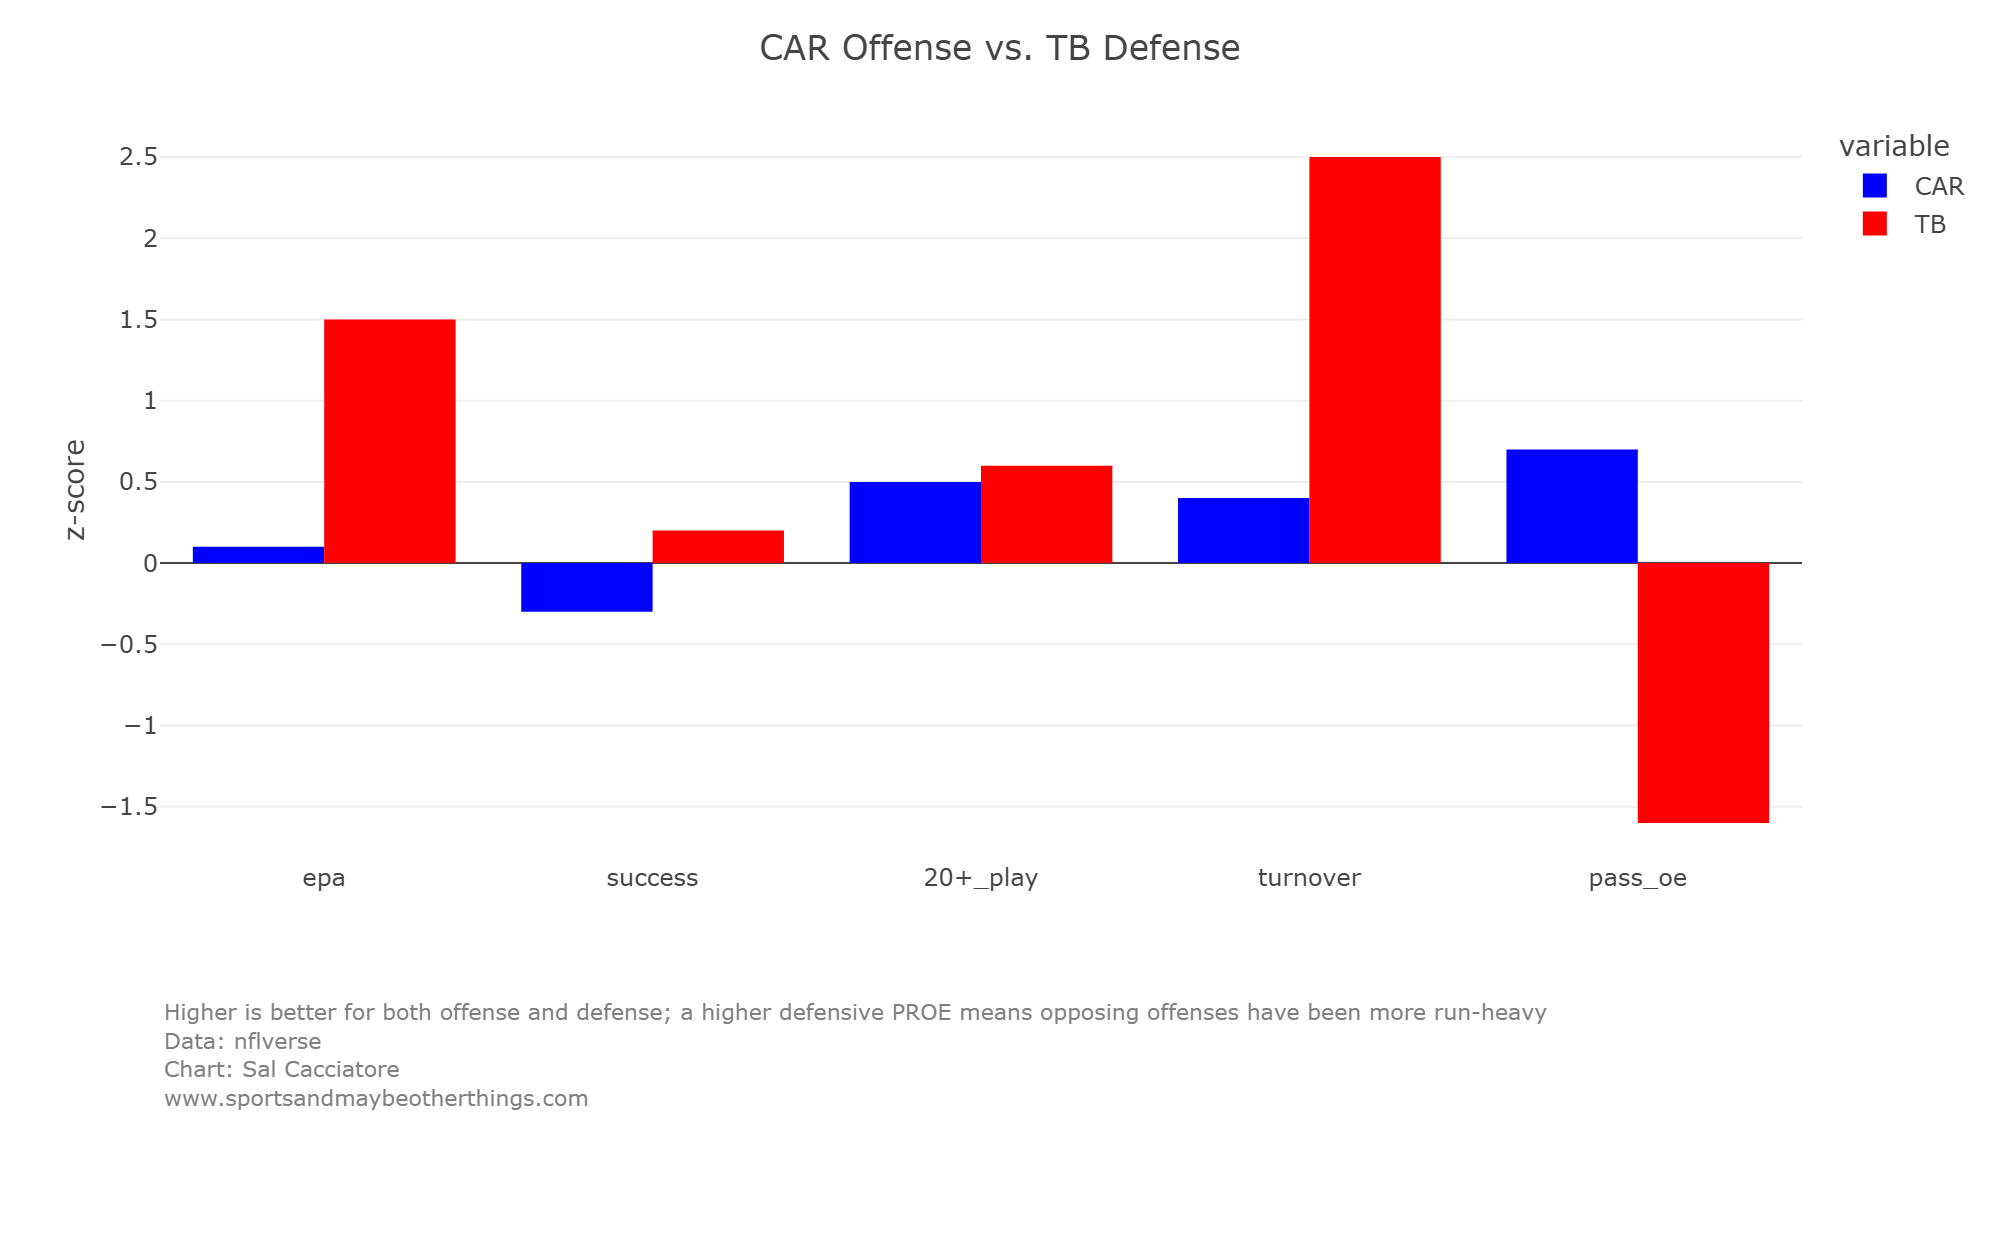 CAR Offense vs. TB Defense
variable
CAR
TB
z-score
2.5
2
1.5
1
0.5
0
−0.5
−1
−1.5
epa success 20+_play turnover pass_oe
Higher is better for both offense and defense; a higher defensive PROE means opposing offenses have been more run-heavy
Data: nflverse
Chart: Sal Cacciatore
www.sportsandmaybeotherthings.com